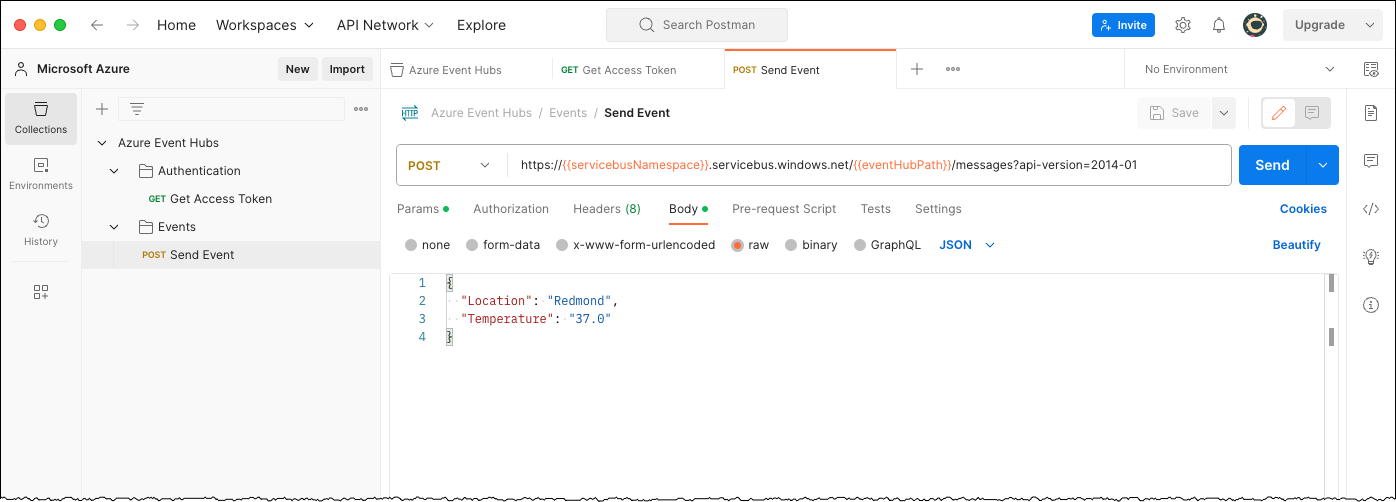 Home Workspaces API Network Explore Search Postman Invite Upgrade
Microsoft Azure New Import
Azure Event Hubs GET Get Access Token POST Send Event No Environment
Collections
Environments
History
Azure Event Hubs
Authentication
GET Get Access Token
Events
POST Send Event
HTTP Azure Event Hubs / Events / Send Event Save
POST https://{{servicebusNamespace}}.servicebus.windows.net/{{eventHubPath}}/messages?api-version=2014-01 Send
Params Authorization Headers (8) Body Pre-request Script Tests Settings Cookies
none form-data x-www-form-urlencoded raw binary GraphQL JSON Beautify
1 {
2 "Location": "Redmond",
3 "Temperature": "37.0"
4 }